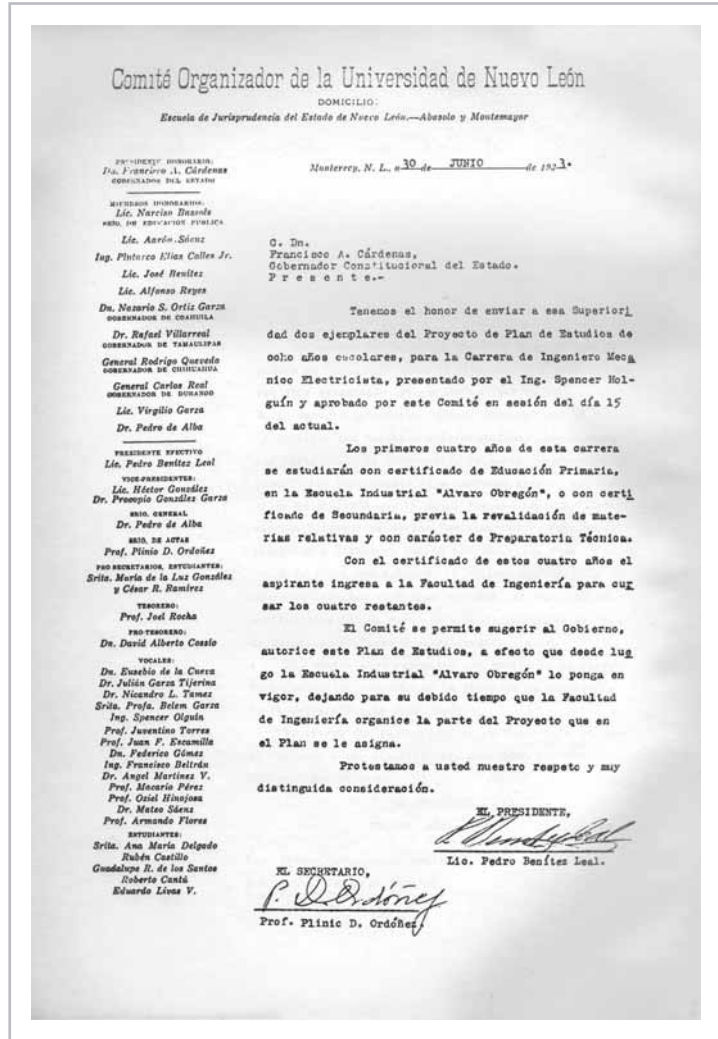 Comité Organizador de la Universidad de Nuevo León
DOMICILIO:
Escuela de Jurisprudencia del Estado de Nuevo León.—Abasolo y Montemayor
PRESIDENTE HONORARIO:
Dn. Francisco A. Cárdenas
GOBERNADOR DEL ESTADO
MIEMBROS HONORARIOS:
Lic. Narciso Bassols
SRIO. DE EDUCACION PUBLICA
Lic. Aarón Sáenz
Ing. Plutarco Elías Calles Jr.
Lic. José Benítez
Lic. Alfonso Reyes
Dn. Nazario S. Ortiz Garza
GOBERNADOR DE COAHUILA
Dr. Rafael Villarreal
GOBERNADOR DE TAMAULIPAS
General Rodrigo Quevedo
GOBERNADOR DE CHIHUAHUA
General Carlos Real
GOBERNADOR DE DURANGO
Lic. Virgilio Garza
Dr. Pedro de Alba
PRESIDENTE EFECTIVO
Lic. Pedro Benítez Leal
VICE-PRESIDENTES:
Lic. Héctor González
Dr. Procopio González Garza
SRIO. GENERAL
Dr. Pedro de Alba
SRIO. DE ACTAS
Prof. Plinio D. Ordóñez
PRO SECRETARIOS, ESTUDIANTES:
Srita. María de la Luz González
y César R. Ramírez
TESORERO:
Prof. Joel Rocha
PRO-TESORERO:
Dn. David Alberto Cossío
VOCALES:
Dn. Eusebio de la Cueva
Dr. Julián Garza Tijerina
Dr. Nicandro L. Tamez
Srita. Profa. Belem Garza
Ing. Spencer Olguín
Prof. Juventino Torres
Prof. Juan F. Escamilla
Dn. Federico Gómez
Ing. Francisco Beltrán
Dr. Angel Martínez V.
Prof. Macario Pérez
Prof. Oziel Hinojosa
Dr. Mateo Sáenz
Prof. Armando Flores
ESTUDIANTES:
Srita. Ana María Delgado
Rubén Castillo
Guadalupe R. de los Santos
Roberto Cantú
Eduardo Livas V.
Monterrey, N. L., a 30 de JUNIO de 1923.
C. Dn.
Francisco A. Cárdenas,
Gobernador Constitucional del Estado.
P r e s e n t e.-
Tenemos el honor de enviar a esa Superiori
dad dos ejemplares del Proyecto de Plan de Estudios de
ocho años escolares, para la Carrera de Ingeniero Meca
nico Electricista, presentado por el Ing. Spencer Hol-
guín y aprobado por este Comité en sesión del día 15
del actual.
Los primeros cuatro años de esta carrera
se estudiarán con certificado de Educación Primaria,
en la Escuela Industrial "Alvaro Obregón", o con certi
ficado de Secundaria, previa la revalidación de mate-
rias relativas y con carácter de Preparatoria Técnica.
Con el certificado de estos cuatro años el
aspirante ingresa a la Facultad de Ingeniería para cur
sar los cuatro restantes.
El Comité se permite sugerir al Gobierno,
autorice este Plan de Estudios, a efecto que desde lue
go la Escuela Industrial "Alvaro Obregón" lo ponga en
vigor, dejando para su debido tiempo que la Facultad
de Ingeniería organice la parte del Proyecto que en
el Plan se le asigna.
Protestamos a usted nuestro respeto y muy
distinguida consideración.
EL PRESIDENTE,
Lic. Pedro Benítez Leal.
EL SECRETARIO,
P. D. Ordóñez
Prof. Plinic D. Ordóñez.